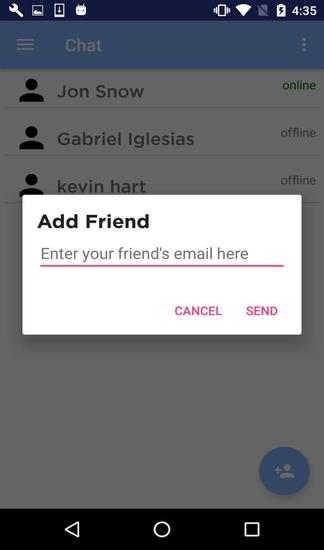 4:35
Chat
Jon Snow
online
Gabriel Iglesias
offline
kevin hart
offline
Add Friend
Enter your friend's email here
CANCEL SEND